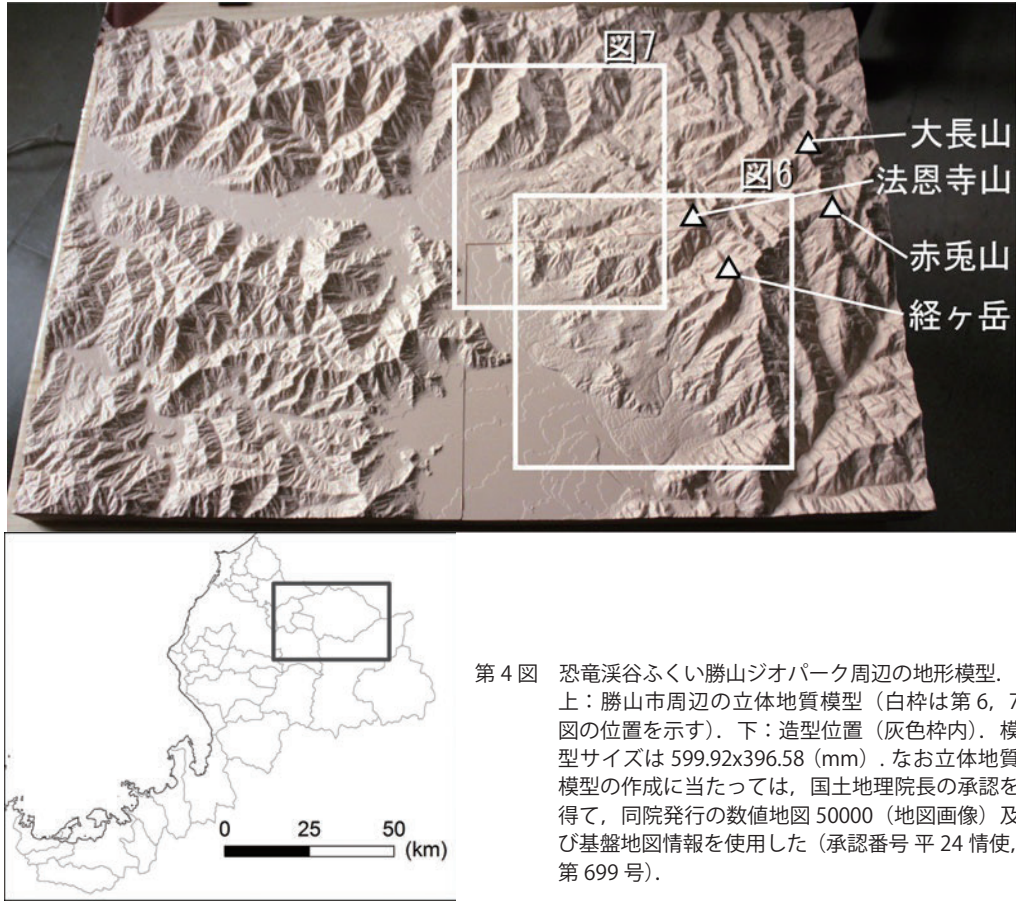 図7
大長山
図6
法恩寺山
赤兎山
経ヶ岳
0 25 50
(km)
第4図 恐竜渓谷ふくい勝山ジオパーク周辺の地形模型.
上：勝山市周辺の立体地質模型（白枠は第6，7
図の位置を示す）. 下：造型位置（灰色枠内）. 模
型サイズは 599.92x396.58（mm）. なお立体地質
模型の作成に当たっては，国土地理院長の承認を
得て，同院発行の数値地図 50000（地図画像）及
び基盤地図情報を使用した（承認番号 平 24 情使,
第 699 号）.